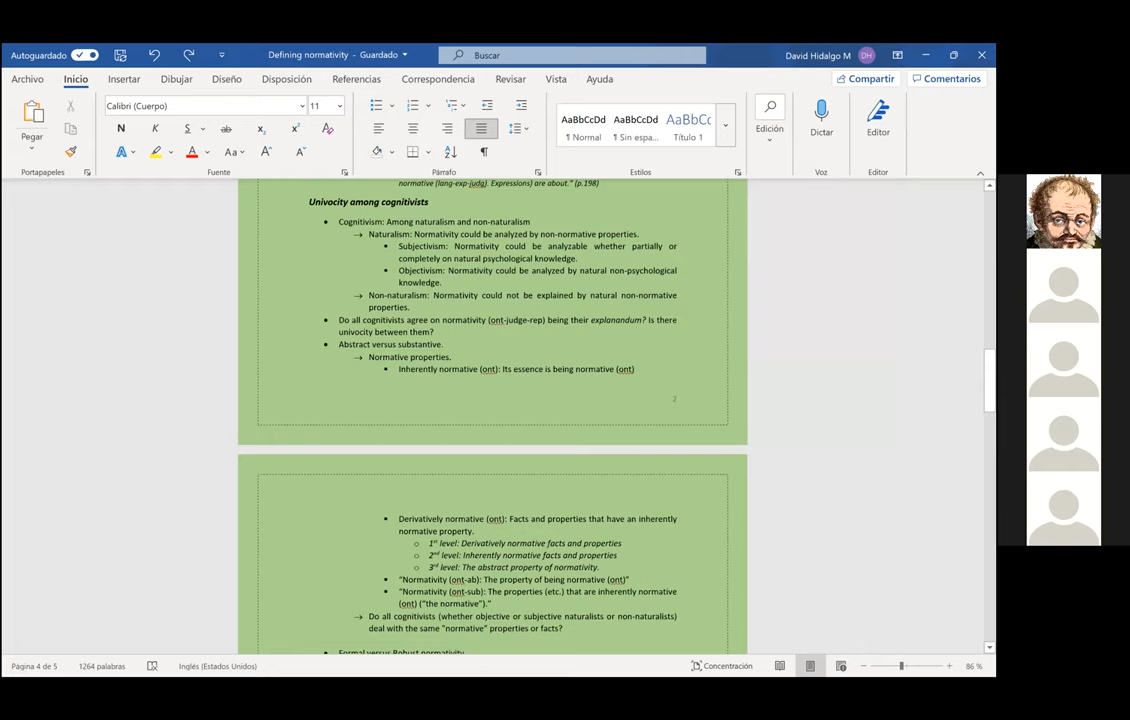 Autoguardado
Defining normativity - Guardado
Buscar
David Hidalgo M
DH
Archivo
Inicio
Insertar
Dibujar
Diseño
Disposición
Referencias
Correspondencia
Revisar
Vista
Ayuda
Compartir
Comentarios
Pegar
Calibri (Cuerpo)
11
N K S ab x₂ x² A
A A Aa A A
AaBbCcDd AaBbCcDd AaBbCc
¶ Normal ¶ Sin espa... Título 1
Edición
Dictar
Editor
Portapapeles
Fuente
Párrafo
Estilos
Voz
Editor
normative (lang-exp-judg). Expressions) are about." (p.198)
Univocity among cognitivists
• Cognitivism: Among naturalism and non-naturalism
→ Naturalism: Normativity could be analyzed by non-normative properties.
▪ Subjectivism: Normativity could be analyzable whether partially or
completely on natural psychological knowledge.
▪ Objectivism: Normativity could be analyzed by natural non-psychological
knowledge.
→ Non-naturalism: Normativity could not be explained by natural non-normative
properties.
• Do all cognitivists agree on normativity (ont-judge-rep) being their explanandum? Is there
univocity between them?
• Abstract versus substantive.
→ Normative properties.
▪ Inherently normative (ont): Its essence is being normative (ont)
2
▪ Derivatively normative (ont): Facts and properties that have an inherently
normative property.
o 1st level: Derivatively normative facts and properties
o 2nd level: Inherently normative facts and properties
o 3rd level: The abstract property of normativity.
▪ "Normativity (ont-ab): The property of being normative (ont)"
▪ "Normativity (ont-sub): The properties (etc.) that are inherently normative
(ont) ("the normative")."
→ Do all cognitivists (whether objective or subjective naturalists or non-naturalists)
deal with the same "normative" properties or facts?
• Formal versus Robust normativity
Página 4 de 5
1264 palabras
Inglés (Estados Unidos)
Concentración
86 %